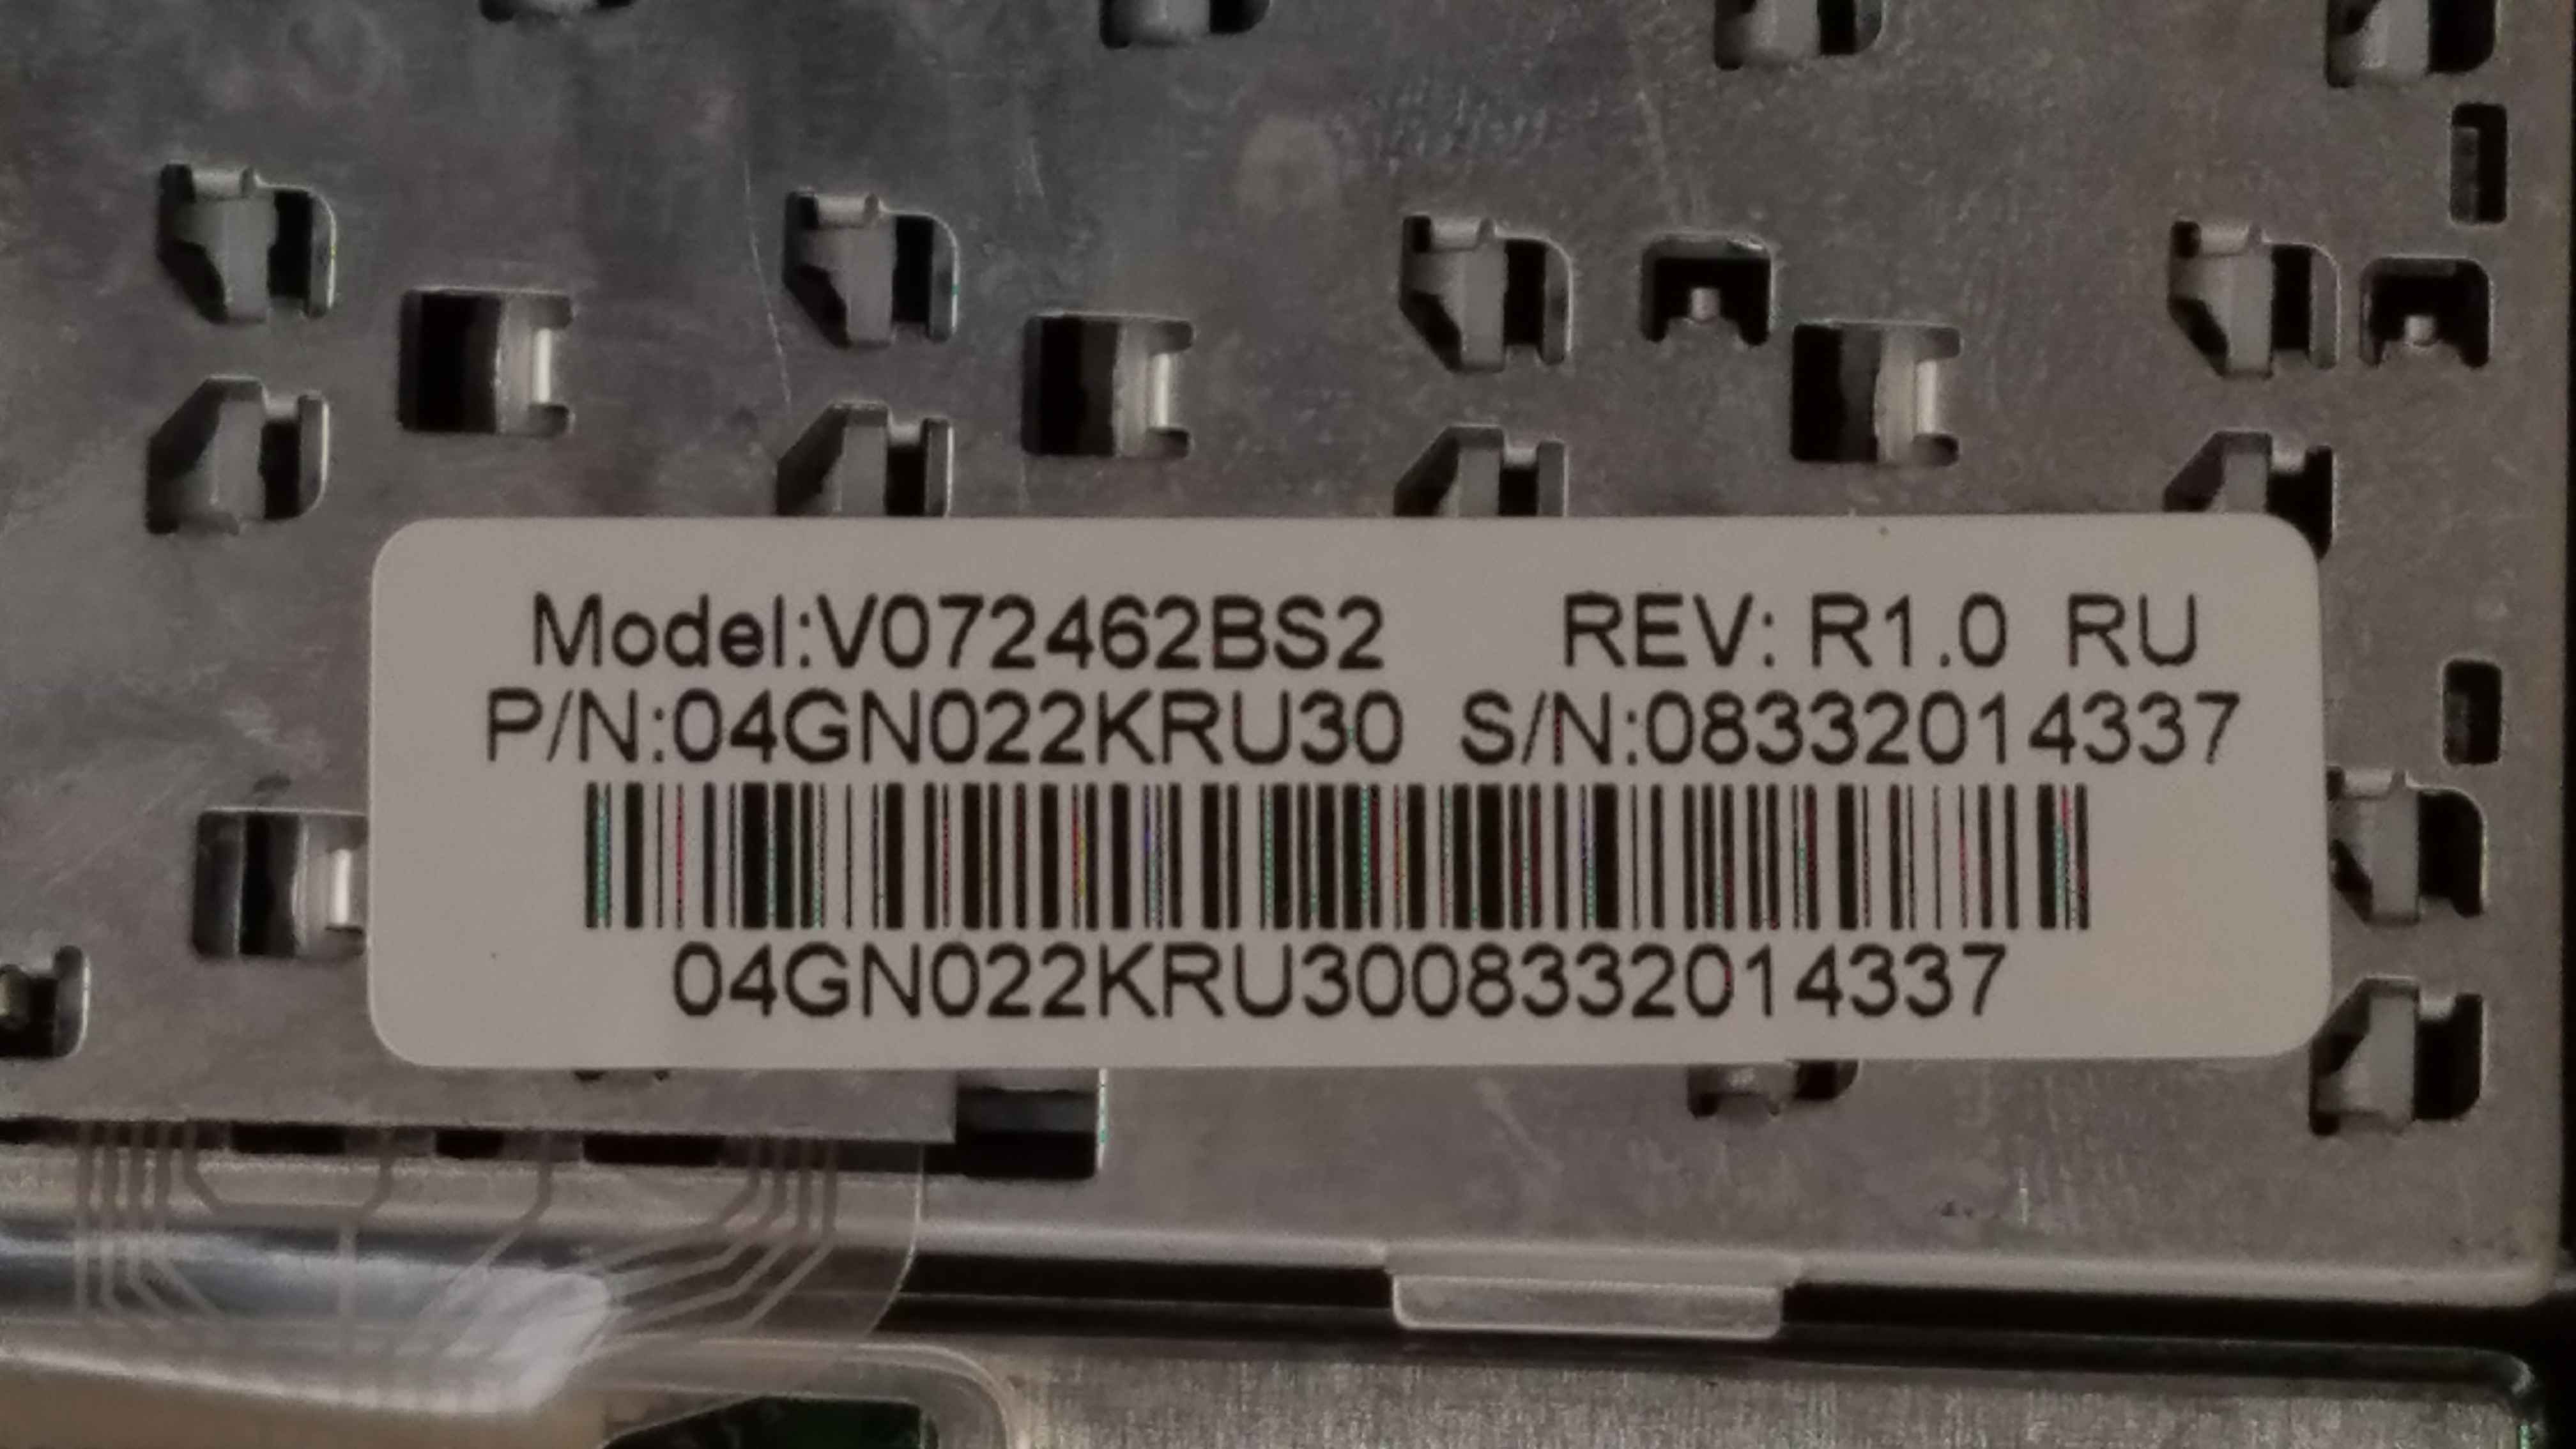 Model:V072462BS2 REV: R1.0 RU
P/N:04GN022KRU30 S/N:08332014337
04GN022KRU3008332014337